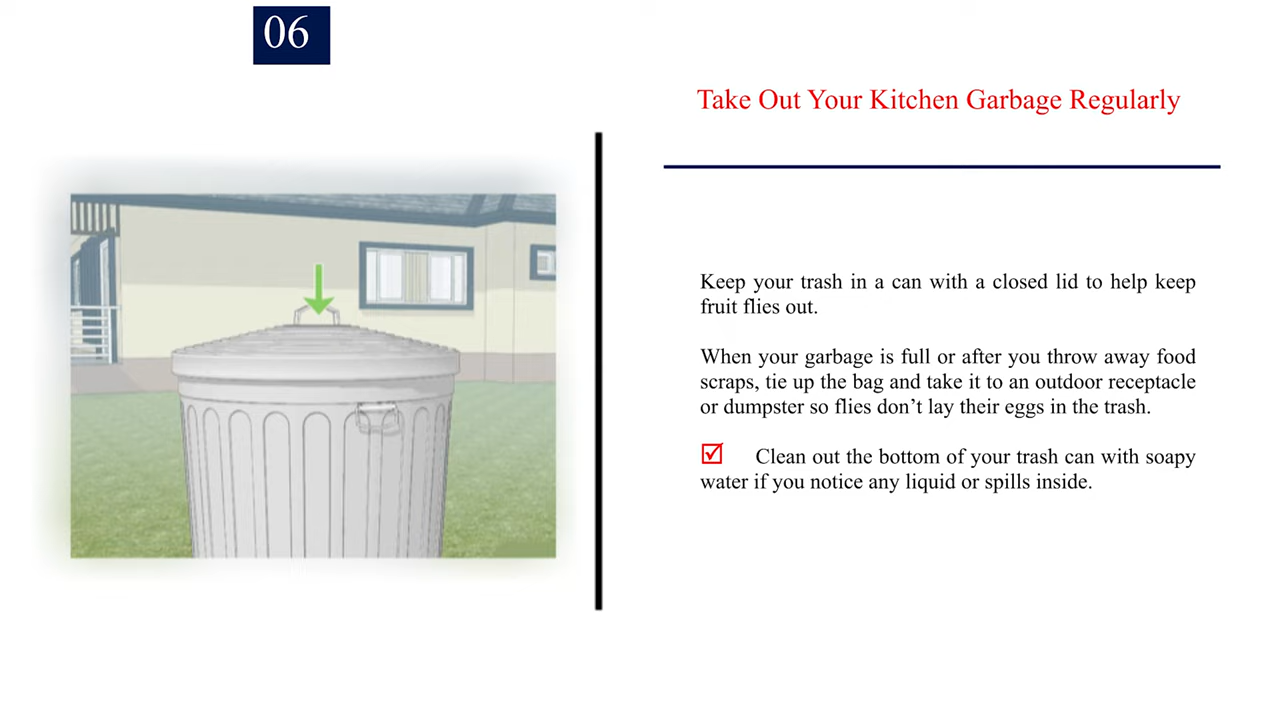 06
Take Out Your Kitchen Garbage Regularly
Keep your trash in a can with a closed lid to help keep
fruit flies out.
When your garbage is full or after you throw away food
scraps, tie up the bag and take it to an outdoor receptacle
or dumpster so flies don’t lay their eggs in the trash.
☑ Clean out the bottom of your trash can with soapy
water if you notice any liquid or spills inside.